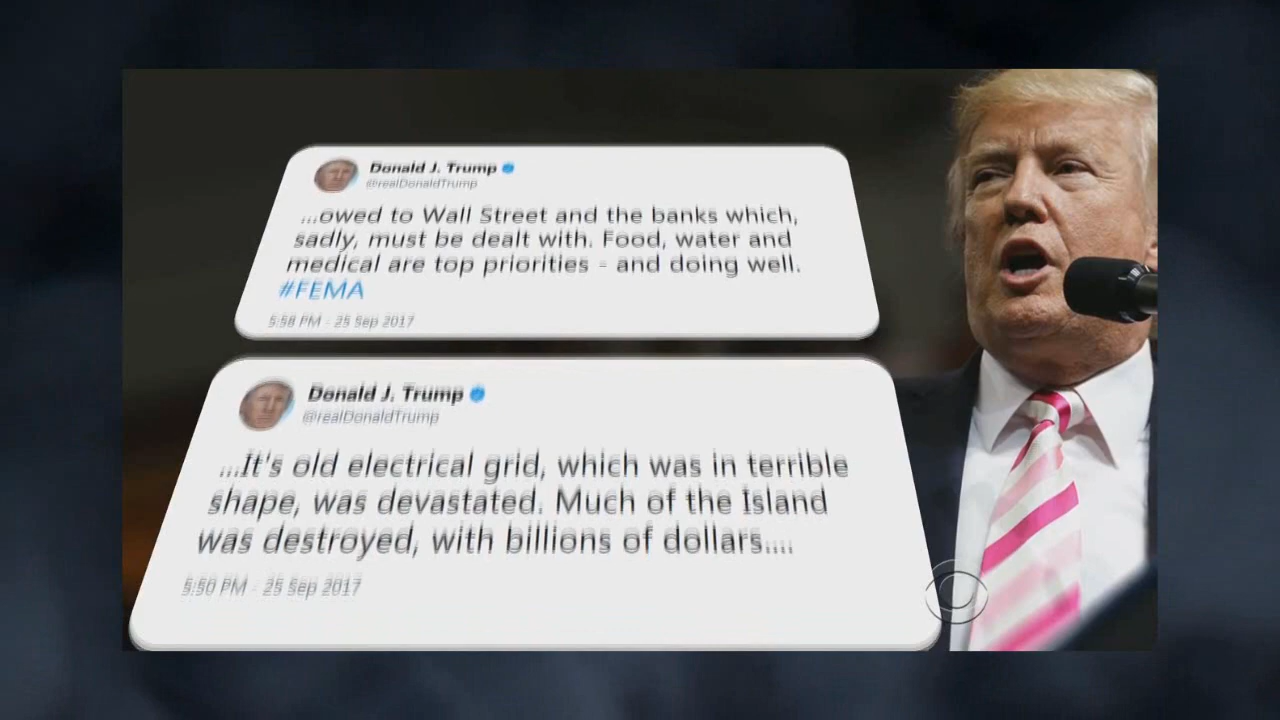 Donald J. Trump
@realDonaldTrump
...owed to Wall Street and the banks which,
sadly, must be dealt with. Food, water and
medical are top priorities - and doing well.
#FEMA
5:58 PM - 25 Sep 2017
Donald J. Trump
@realDonaldTrump
...It's old electrical grid, which was in terrible
shape, was devastated. Much of the Island
was destroyed, with billions of dollars....
5:50 PM - 25 Sep 2017